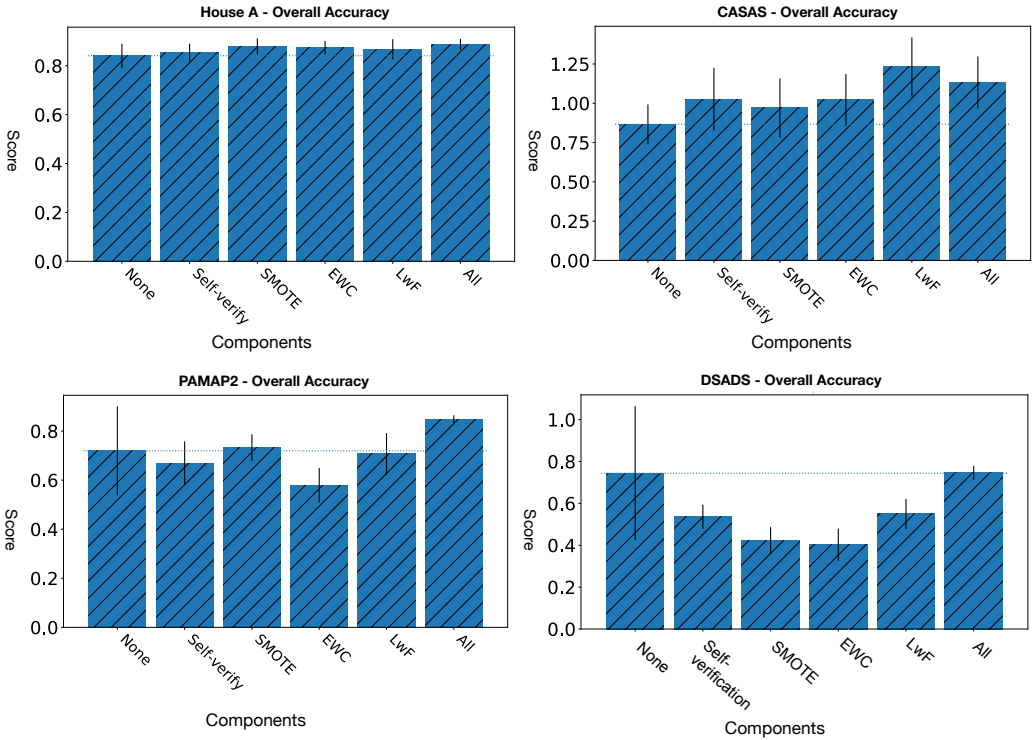 House A - Overall Accuracy
Score
0.8
0.6
0.4
0.2
0.0
None
Self-verify
SMOTE
EWC
LwF
All
Components
CASAS - Overall Accuracy
Score
1.25
1.00
0.75
0.50
0.25
0.00
None
Self-verify
SMOTE
EWC
LwF
All
Components
PAMAP2 - Overall Accuracy
Score
0.8
0.6
0.4
0.2
0.0
None
Self-verify
SMOTE
EWC
LwF
All
Components
DSADS - Overall Accuracy
Score
1.0
0.8
0.6
0.4
0.2
0.0
None
Self-
verification
SMOTE
EWC
LwF
All
Components